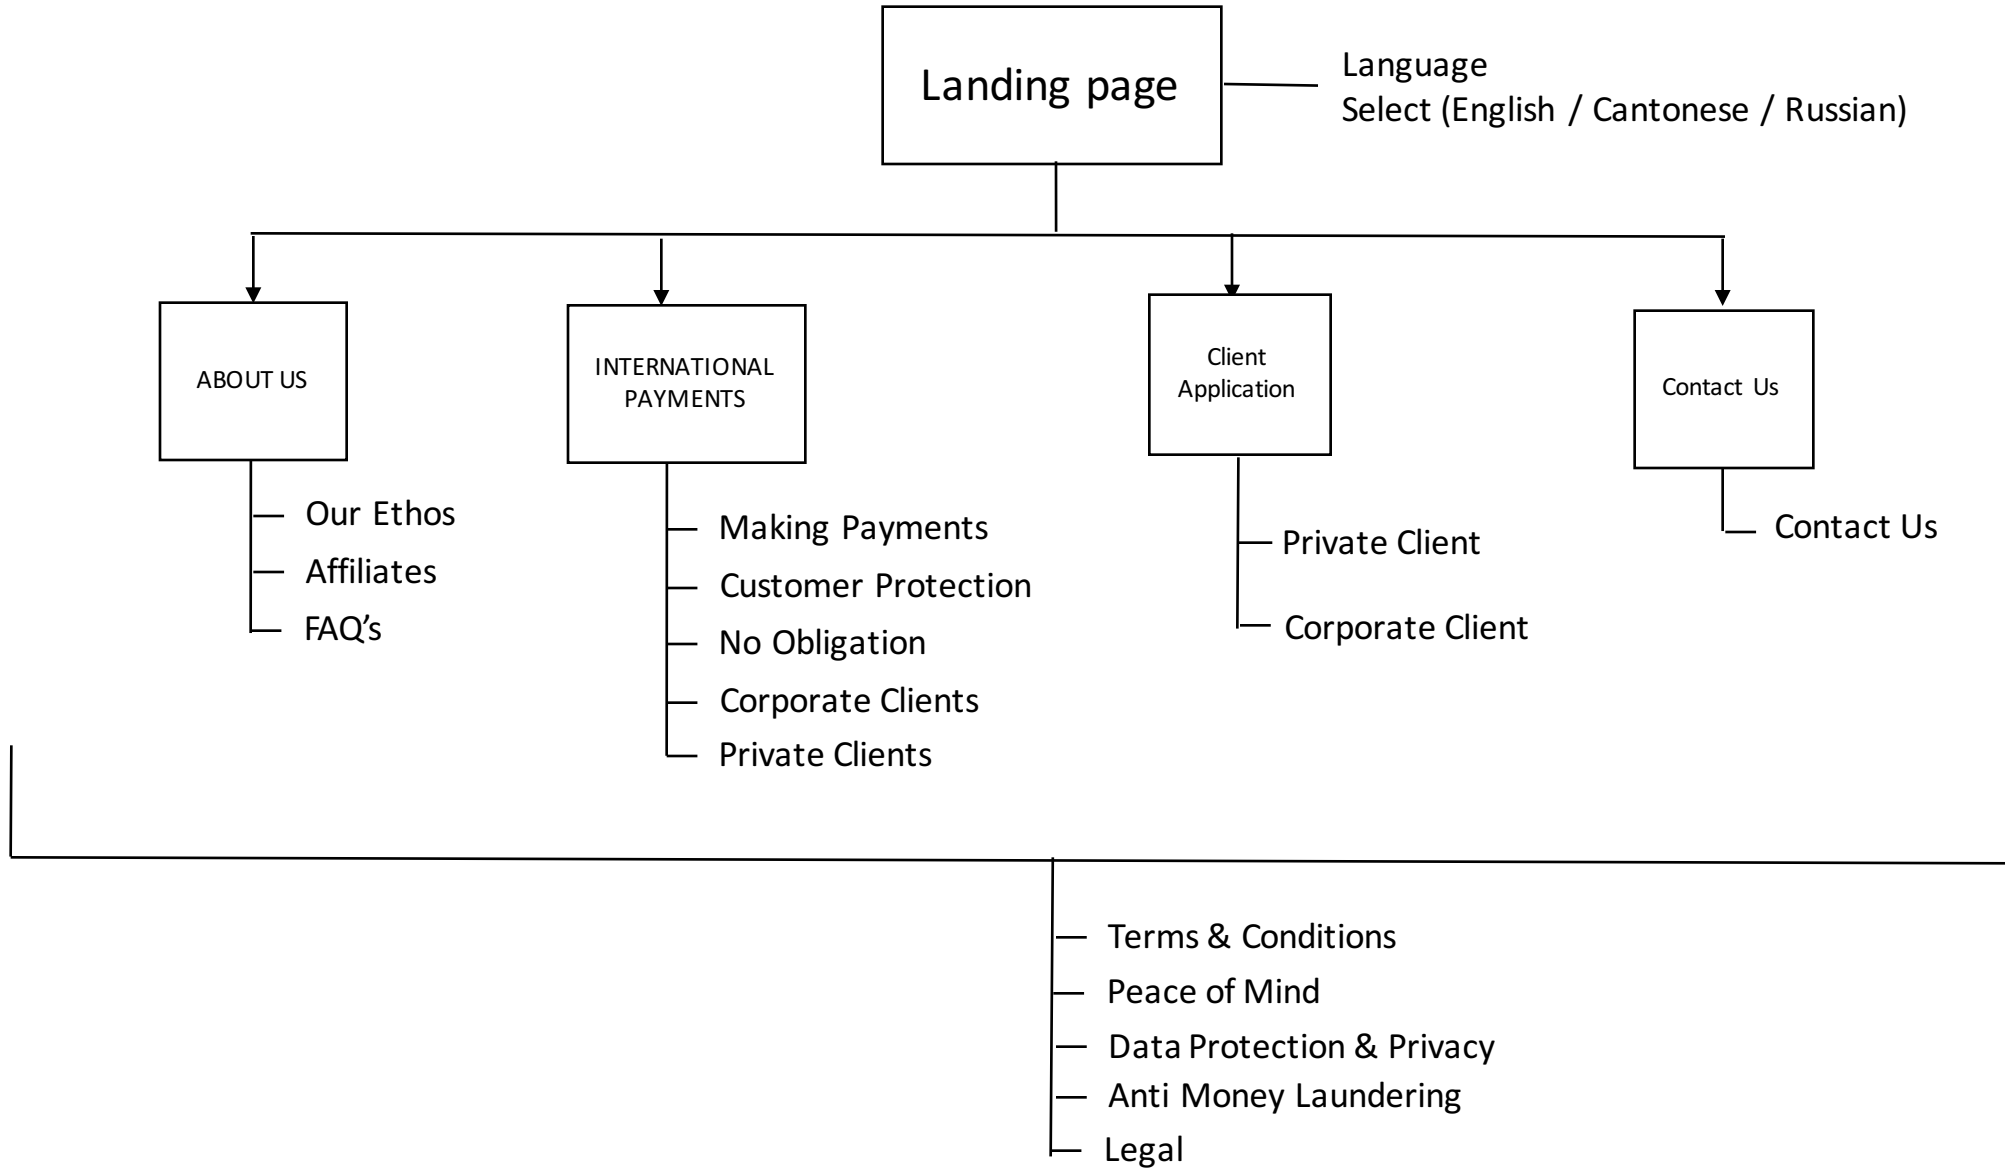 Landing page
Language
Select (English / Cantonese / Russian)
ABOUT US
INTERNATIONAL
PAYMENTS
Client
Application
Contact Us
Our Ethos
Affiliates
FAQ’s
Making Payments
Customer Protection
No Obligation
Corporate Clients
Private Clients
Private Client
Corporate Client
Contact Us
Terms & Conditions
Peace of Mind
Data Protection & Privacy
Anti Money Laundering
Legal